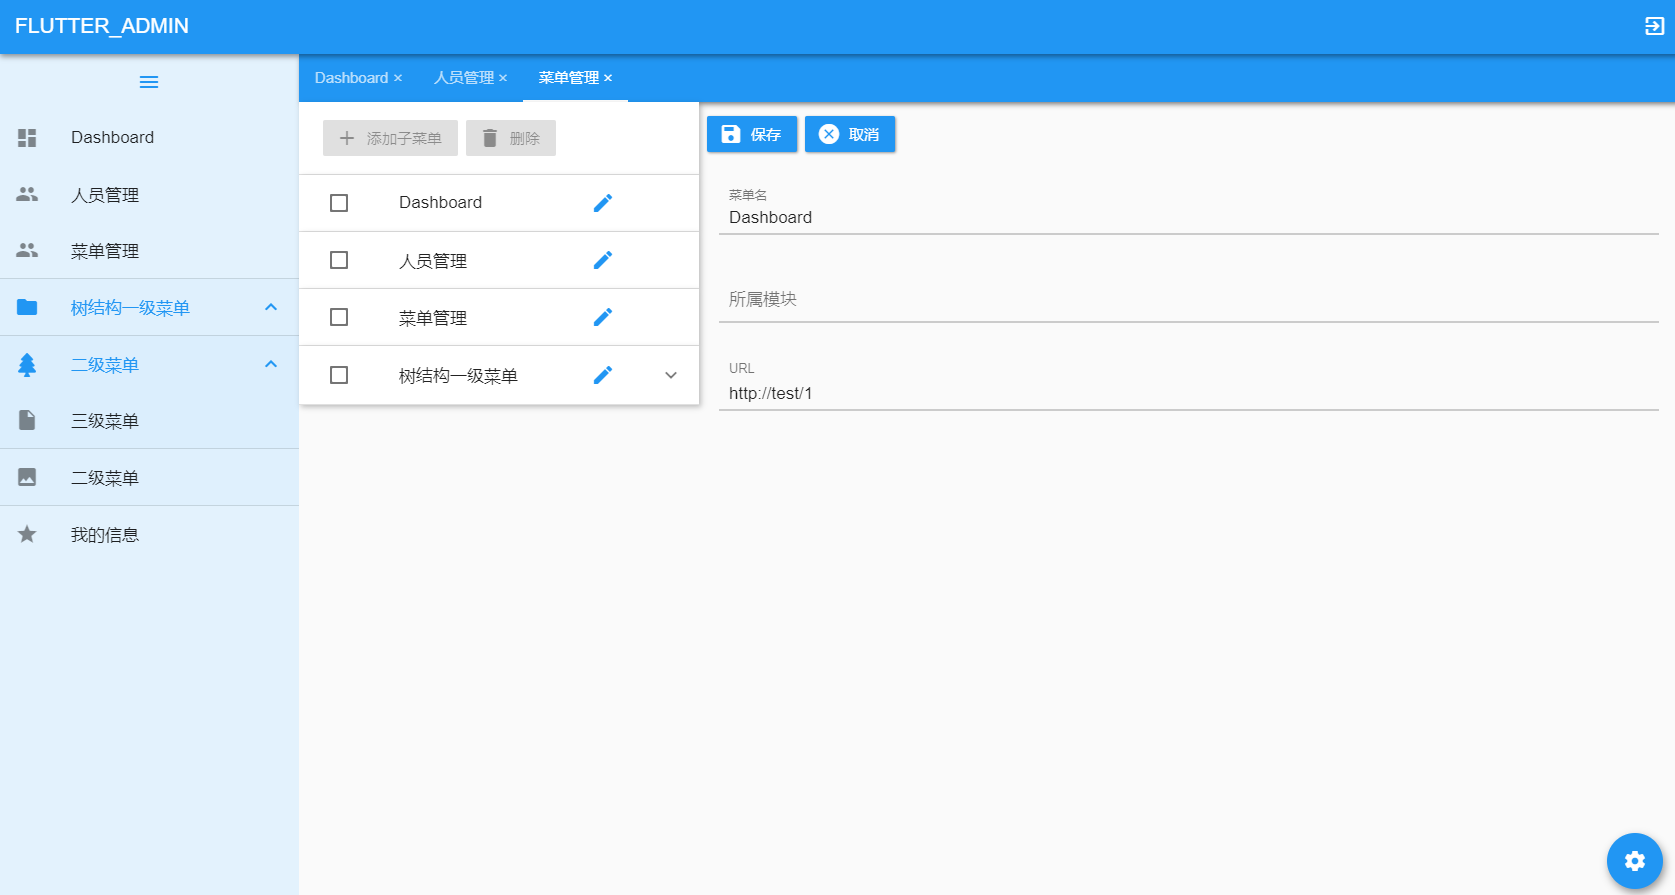 FLUTTER_ADMIN
Dashboard
人员管理
菜单管理
树结构一级菜单
二级菜单
三级菜单
二级菜单
我的信息
Dashboard × 人员管理 × 菜单管理 ×
添加子菜单 删除
Dashboard
人员管理
菜单管理
树结构一级菜单
保存 取消
菜单名
Dashboard
所属模块
URL
http://test/1